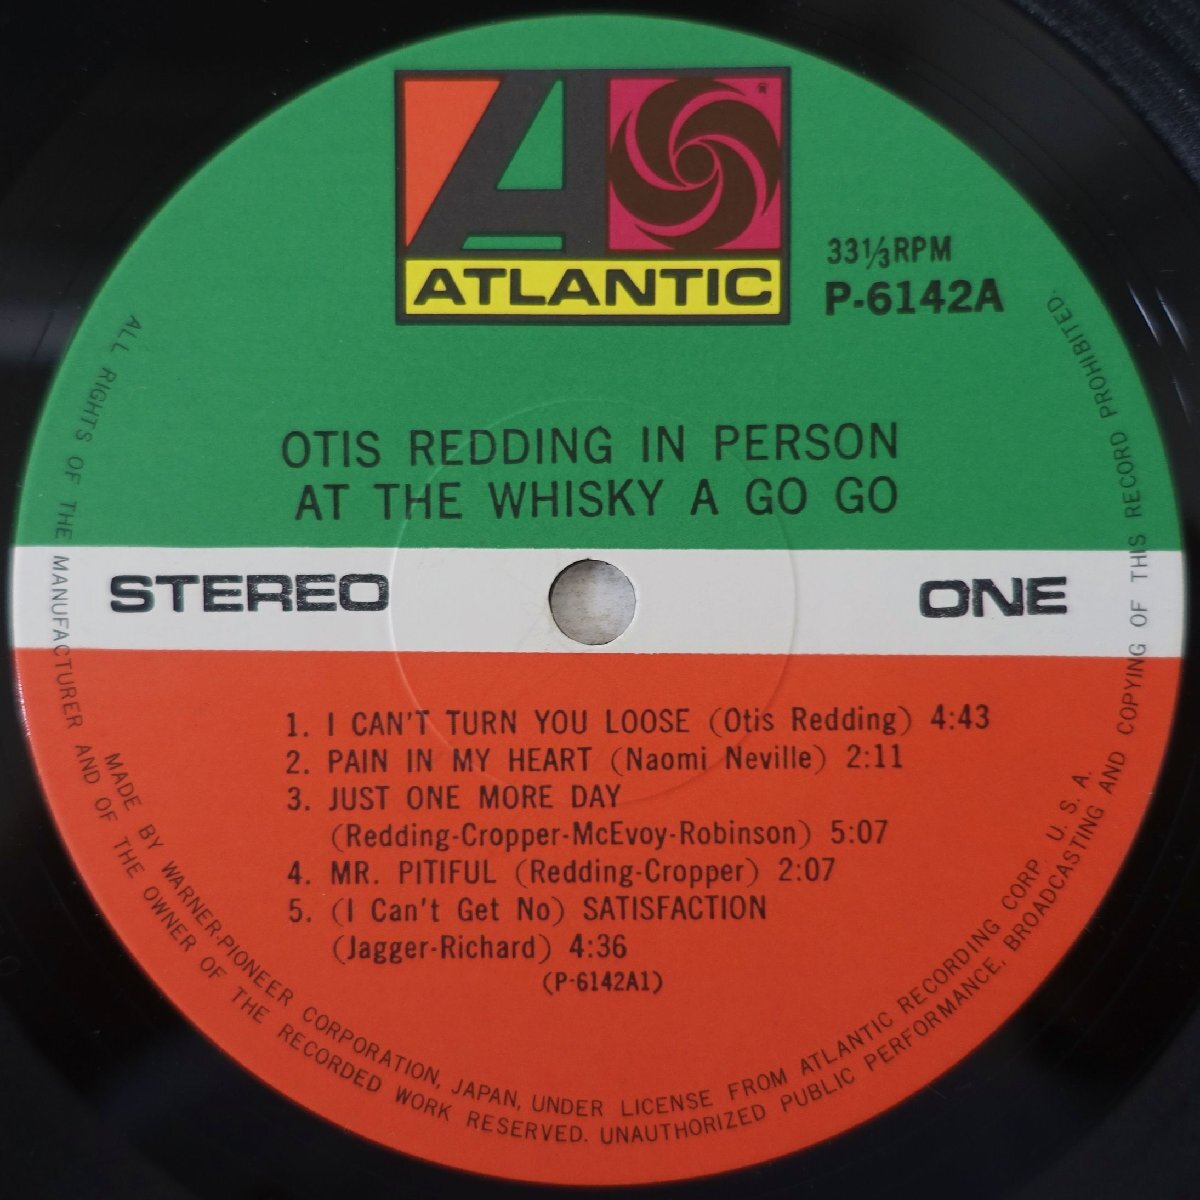 ATLANTIC
33⅓RPM
P-6142A
OTIS REDDING IN PERSON
AT THE WHISKY A GO GO
STEREO
ONE
1. I CAN'T TURN YOU LOOSE (Otis Redding) 4:43
2. PAIN IN MY HEART (Naomi Neville) 2:11
3. JUST ONE MORE DAY
(Redding-Cropper-McEvoy-Robinson) 5:07
4. MR. PITIFUL (Redding-Cropper) 2:07
5. (I Can't Get No) SATISFACTION
(Jagger-Richard) 4:36
(P-6142A1)
MADE BY WARNER-PIONEER CORPORATION, JAPAN, UNDER LICENSE FROM ATLANTIC RECORDING CORP. U. S. A.
ALL RIGHTS OF THE MANUFACTURER AND OF THE OWNER OF THE RECORDED WORK RESERVED. UNAUTHORIZED PUBLIC PERFORMANCE. BROADCASTING AND COPYING OF THIS RECORD PROHIBITED.